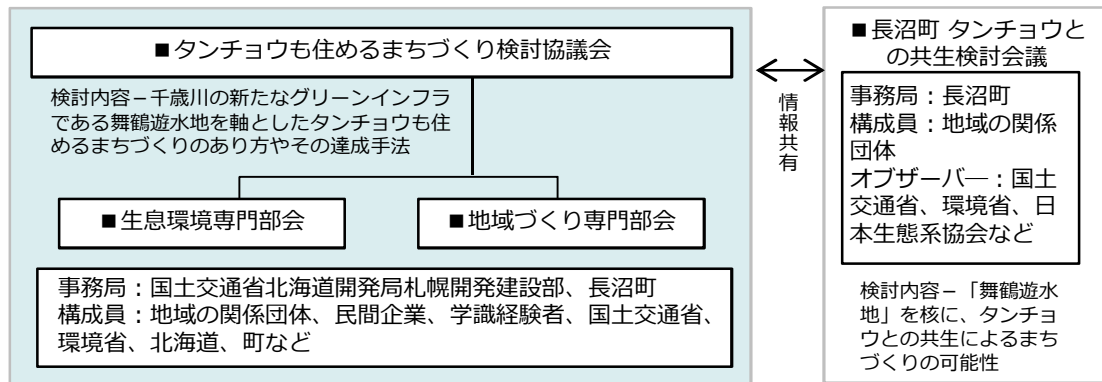 ■タンチョウも住めるまちづくり検討協議会
検討内容－千歳川の新たなグリーンインフラ
である舞鶴遊水地を軸としたタンチョウも住
めるまちづくりのあり方やその達成手法
■生息環境専門部会
■地域づくり専門部会
事務局：国土交通省北海道開発局札幌開発建設部、長沼町
構成員：地域の関係団体、民間企業、学識経験者、国土交通省、
環境省、北海道、町など
情報共有
■長沼町 タンチョウと
の共生検討会議
事務局：長沼町
構成員：地域の関係
団体
オブザーバ―：国土
交通省、環境省、日
本生態系協会など
検討内容－「舞鶴遊水
地」を核に、タンチョ
ウとの共生によるまち
づくりの可能性